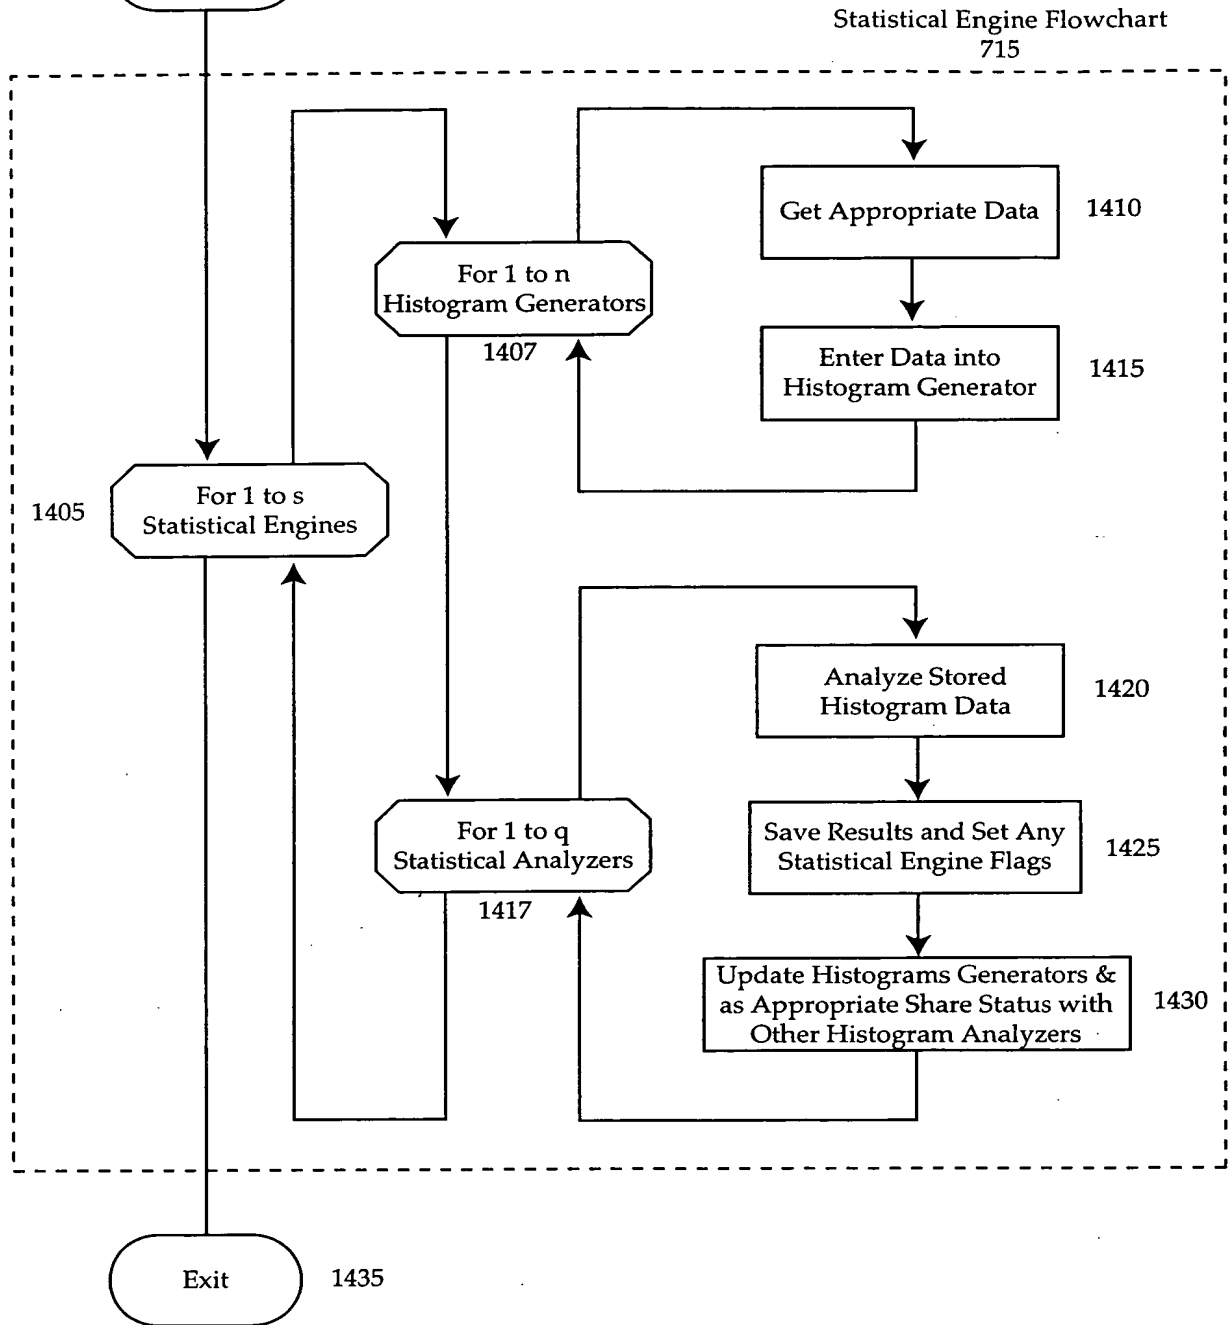 Statistical Engine Flowchart
715
Get Appropriate Data
1410
For 1 to n
Histogram Generators
1407
Enter Data into
Histogram Generator
1415
1405
For 1 to s
Statistical Engines
Analyze Stored
Histogram Data
1420
For 1 to q
Statistical Analyzers
1417
Save Results and Set Any
Statistical Engine Flags
1425
Update Histograms Generators &
as Appropriate Share Status with
Other Histogram Analyzers
1430
Exit
1435